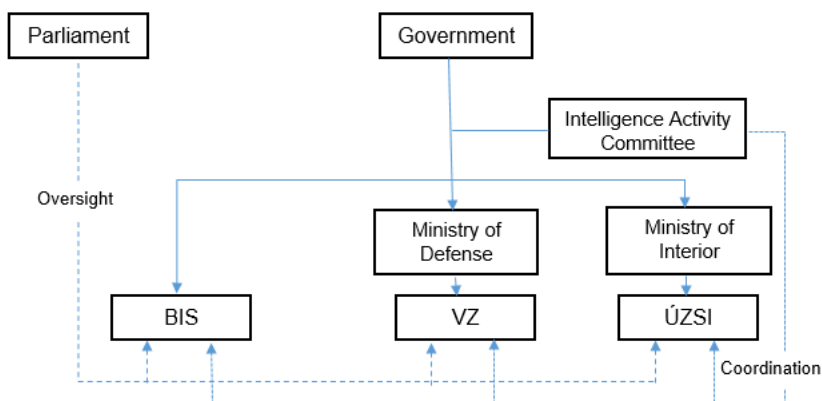 Parliament
Government
Intelligence Activity
Committee
Oversight
Ministry of
Defense
Ministry of
Interior
BIS
VZ
ÚZSI
Coordination